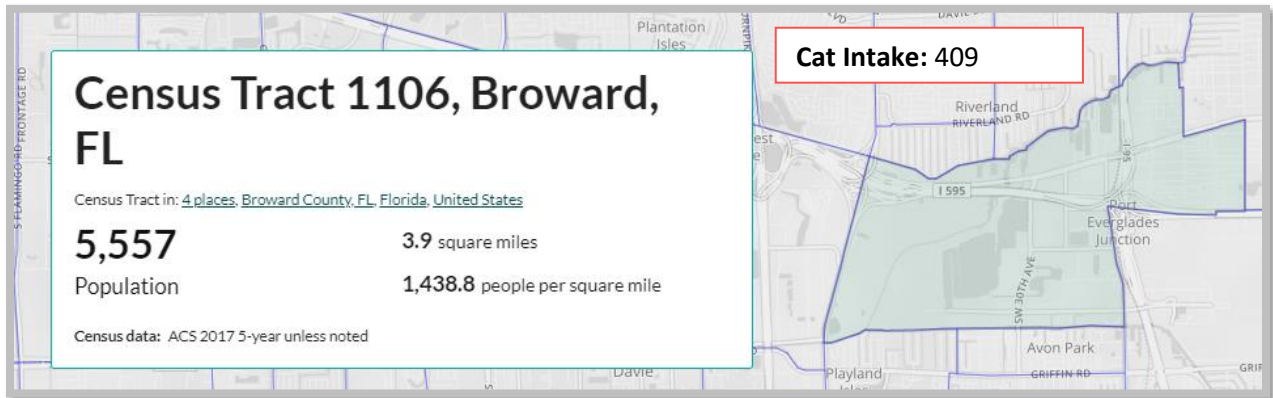 Plantation
Isles
Cat Intake: 409
Census Tract 1106, Broward,
FL
Riverland
RIVERLAND RD
S FLAMINGO RD FRONTAGE RD
Census Tract in: 4 places, Broward County, FL, Florida, United States
I 595
I-95
5,557
3.9 square miles
Port
Everglades
Junction
Population
1,438.8 people per square mile
SW 30TH AVE
Census data: ACS 2017 5-year unless noted
Avon Park
Davie
Playland
GRIFFIN RD